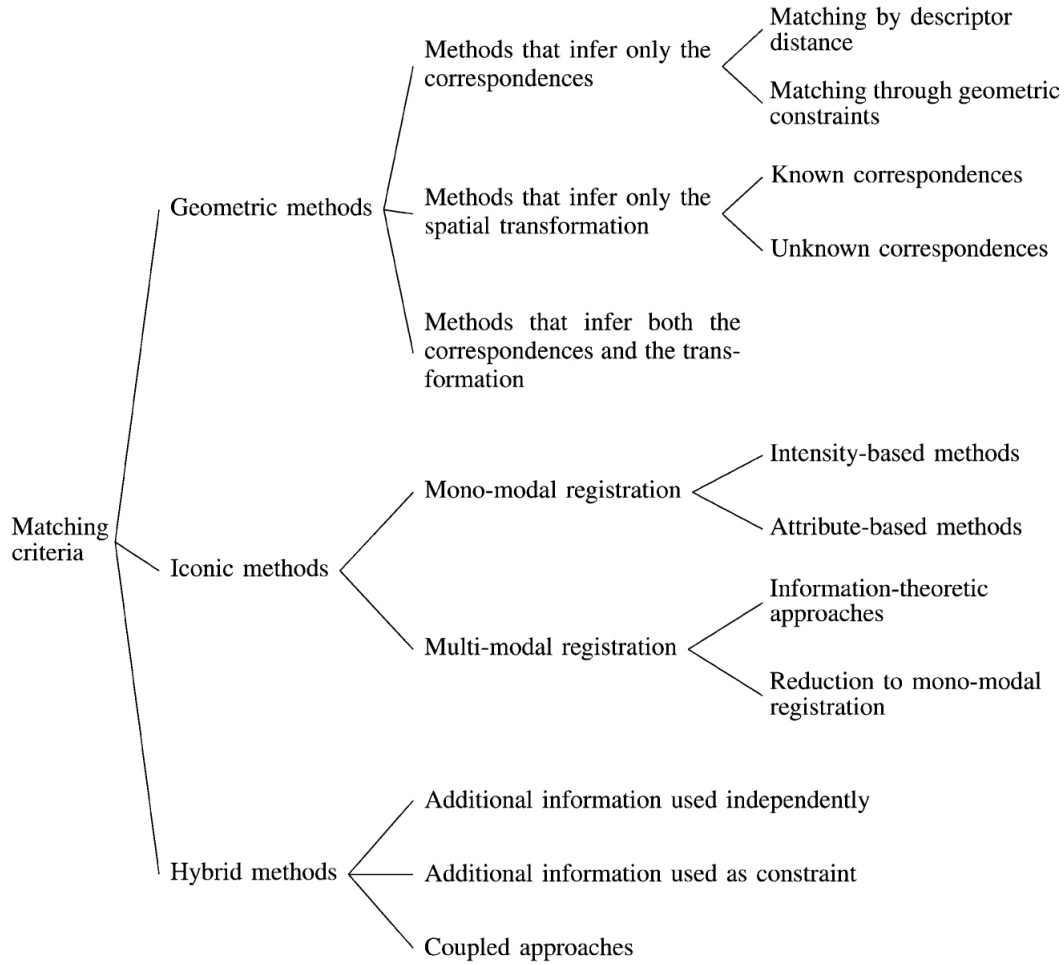 Matching
criteria
Geometric methods
Methods that infer only the
correspondences
Matching by descriptor
distance
Matching through geometric
constraints
Methods that infer only the
spatial transformation
Known correspondences
Unknown correspondences
Methods that infer both the
correspondences and the trans-
formation
Iconic methods
Mono-modal registration
Intensity-based methods
Attribute-based methods
Multi-modal registration
Information-theoretic
approaches
Reduction to mono-modal
registration
Hybrid methods
Additional information used independently
Additional information used as constraint
Coupled approaches